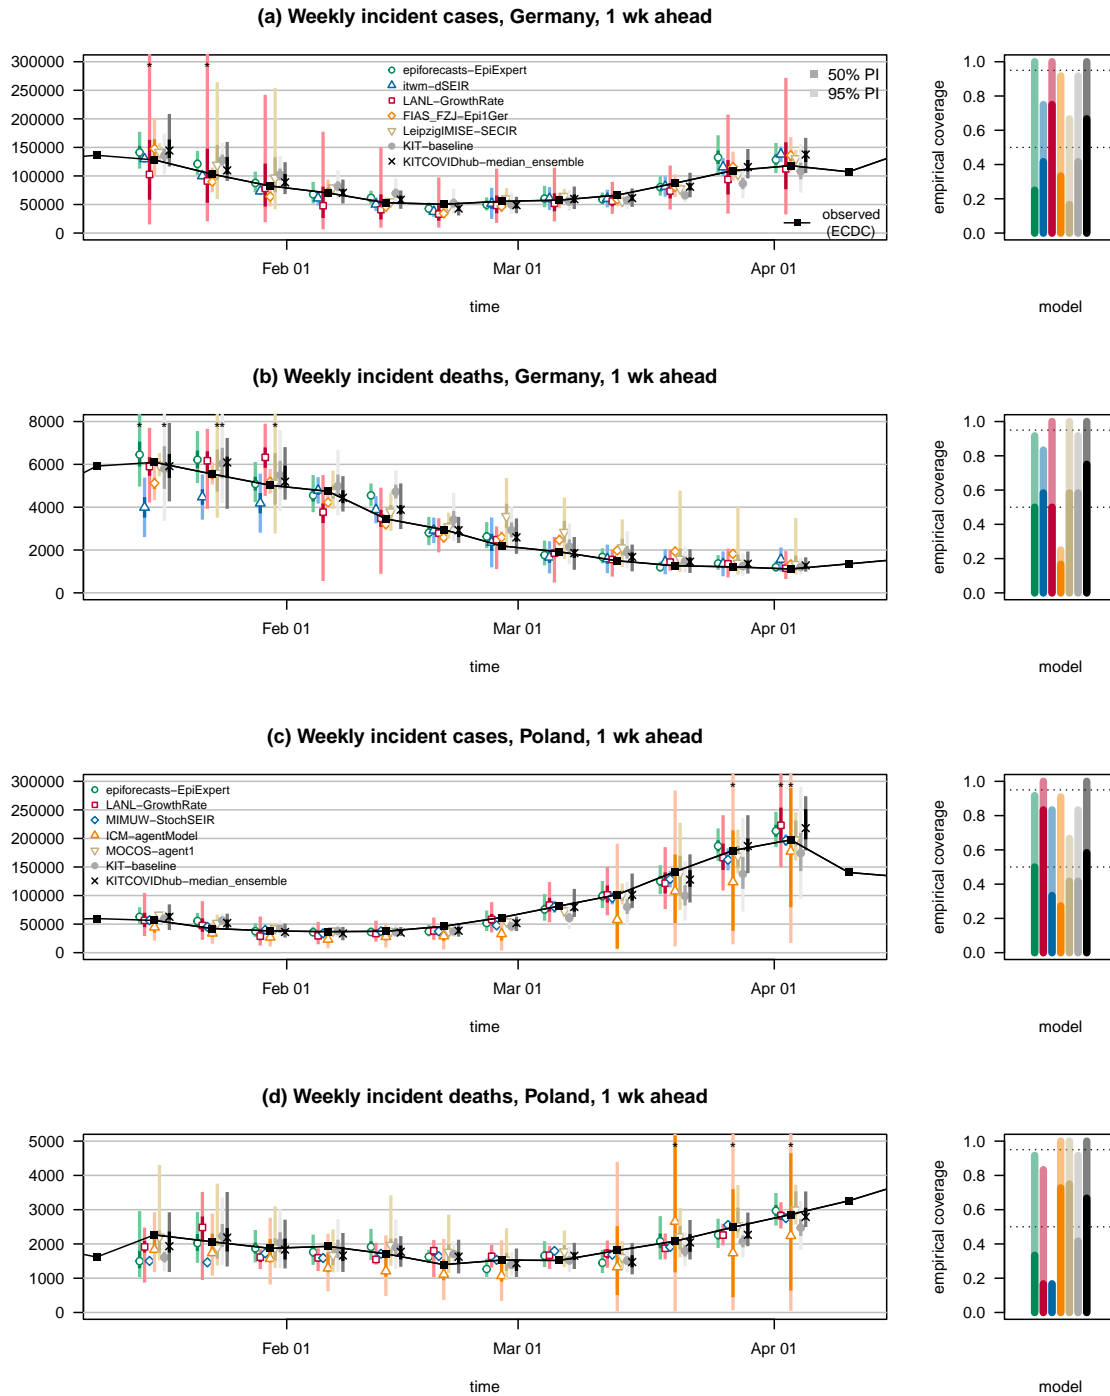 (a) Weekly incident cases, Germany, 1 wk ahead
300000
250000
200000
150000
100000
50000
0
* *
epiforecasts−EpiExpert
itwm−dSEIR
LANL−GrowthRate
FIAS_FZJ−Epi1Ger
LeipzigIMISE−SECIR
KIT−baseline
KITCOVIDhub−median_ensemble
50% PI
95% PI
observed
(ECDC)
Feb 01 Mar 01 Apr 01
time
empirical coverage
1.0
0.8
0.6
0.4
0.2
0.0
model
(b) Weekly incident deaths, Germany, 1 wk ahead
8000
6000
4000
2000
0
* * ** *
Feb 01 Mar 01 Apr 01
time
empirical coverage
1.0
0.8
0.6
0.4
0.2
0.0
model
(c) Weekly incident cases, Poland, 1 wk ahead
300000
250000
200000
150000
100000
50000
0
epiforecasts−EpiExpert
LANL−GrowthRate
MIMUW−StochSEIR
ICM−agentModel
MOCOS−agent1
KIT−baseline
KITCOVIDhub−median_ensemble
* * *
Feb 01 Mar 01 Apr 01
time
empirical coverage
1.0
0.8
0.6
0.4
0.2
0.0
model
(d) Weekly incident deaths, Poland, 1 wk ahead
5000
4000
3000
2000
1000
0
* * *
Feb 01 Mar 01 Apr 01
time
empirical coverage
1.0
0.8
0.6
0.4
0.2
0.0
model